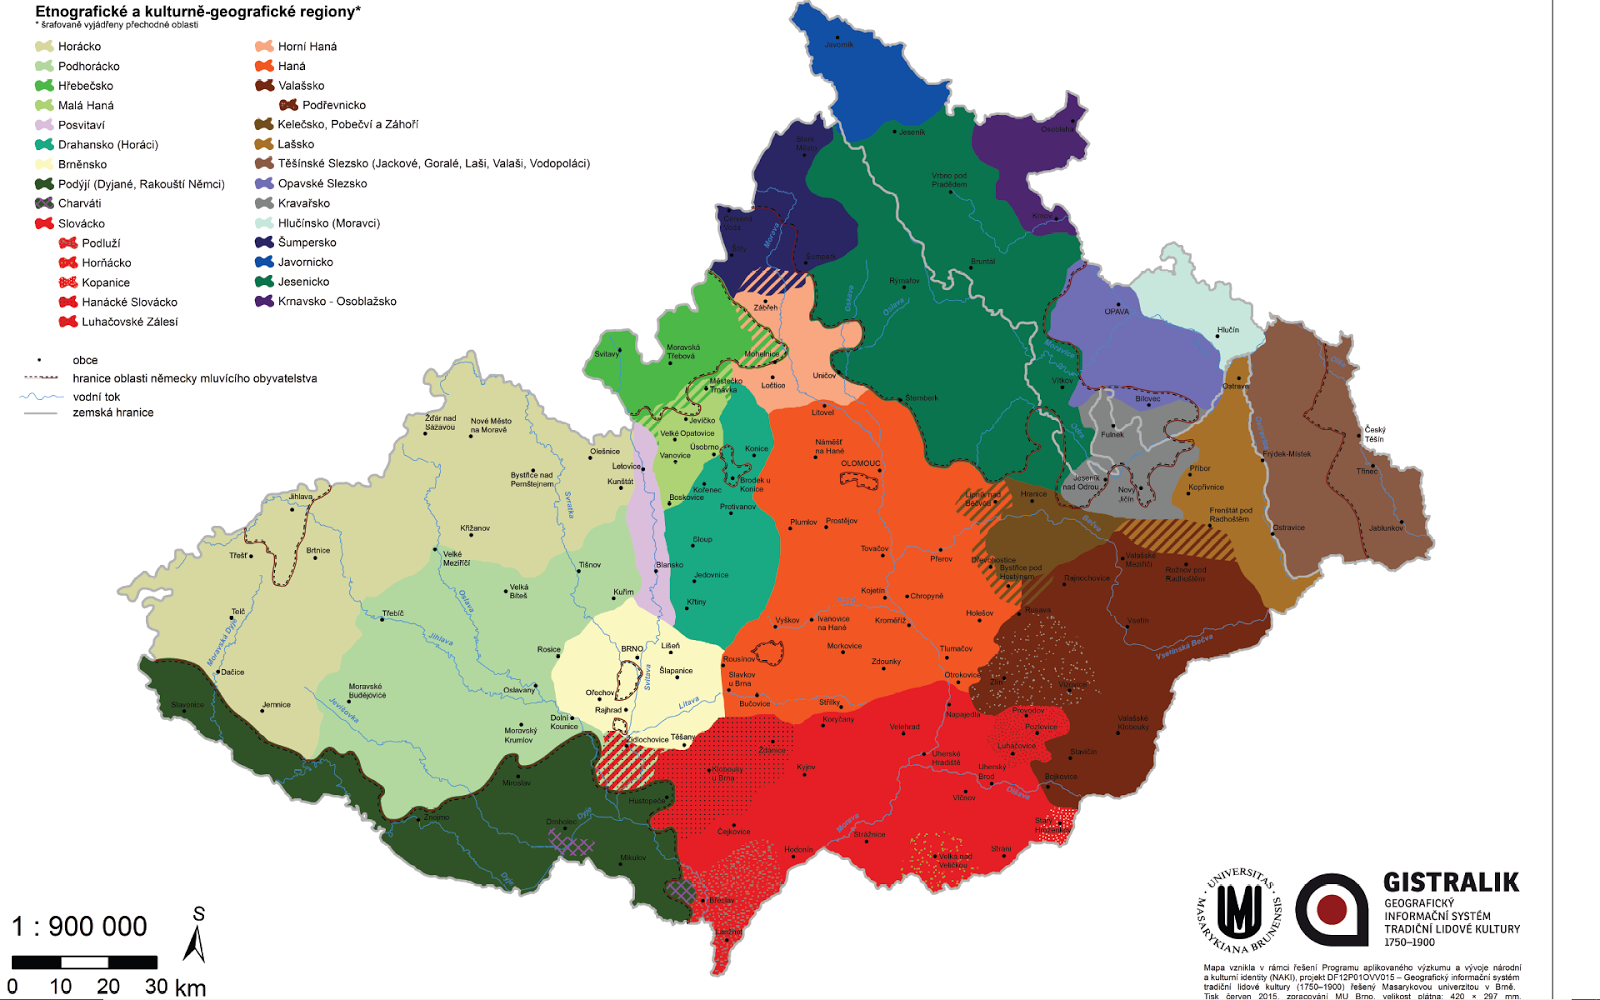 Etnografické a kulturně-geografické regiony*
* šrafovaně vyjádřeny přechodné oblasti
Horácko
Podhorácko
Hřebečsko
Malá Haná
Posvitaví
Drahansko (Horáci)
Brněnsko
Podýjí (Dyjané, Rakouští Němci)
Charváti
Slovácko
Podluží
Horňácko
Kopanice
Hanácké Slovácko
Luhačovské Zálesí
Horní Haná
Haná
Valašsko
Podřevnicko
Kelečsko, Pobečví a Záhoří
Lašsko
Těšínské Slezsko (Jackové, Goralé, Laši, Valaši, Vodopoláci)
Opavské Slezsko
Kravařsko
Hlučínsko (Moravci)
Šumpersko
Javornicko
Jesenicko
Krnavsko - Osoblažsko
obce
hranice oblasti německy mluvícího obyvatelstva
vodní tok
zemská hranice
Javorník
Jeseník
Osoblaha
Staré
Město
Vrbno pod
Pradědem
Krnov
Červená
Voda
Štíty
Morava
Šumperk
Bruntál
Rýmařov
Oskava
Oslava
Zábřeh
OPAVA
Hlučín
Moravice
Svitavy
Moravská
Třebová
Mohelnice
Městečko
Trnávka
Loštice
Uničov
Vítkov
Ostrava
Bílovec
Šternberk
Litovel
Odra
Fulnek
Olše
Ostravice
Žďár nad
Sázavou
Nové Město
na Moravě
Jevíčko
Velké Opatovice
Úsobrno
Vanovice
Konice
Náměšť
na Hané
OLOMOUC
Český
Těšín
Olešnice
Letovice
Kunštát
Bystřice nad
Pernštejnem
Svratka
Kořenec
Brodek u
Konice
Boskovice
Protivanov
Příbor
Kopřivnice
Frýdek-Místek
Třinec
Jeseník
nad Odrou
Nový
Jičín
Lipník nad
Bečvou
Hranice
Frenštát pod
Radhoštěm
Ostravice
Jablunkov
Jihlava
Křižanov
Plumlov
Prostějov
Bečva
Třešť
Brtnice
Velké
Meziříčí
Sloup
Tovačov
Přerov
Dřevohostice
Bystřice pod
Hostýnem
Valašské
Meziříčí
Rožnov pod
Radhoštěm
Tišnov
Blansko
Jedovnice
Rajnochovice
Velká
Bíteš
Kuřim
Křtiny
Kojetín
Chropyně
Haná
Oslava
Telč
Třebíč
Jihlava
Vyškov
Ivanovice
na Hané
Kroměříž
Holešov
Rusava
Vsetín
Vsetínská Bečva
Moravská Dyje
Rosice
BRNO
Líšeň
Šlapanice
Rousínov
Morkovice
Zdounky
Tlumačov
Dačice
Slavkov
u Brna
Otrokovice
Zlín
Vizovice
Svitava
Moravské
Budějovice
Oslavany
Ořechov
Rajhrad
Litava
Bučovice
Střílky
Slavonice
Jemnice
Jevišovka
Moravský
Krumlov
Dolní
Kounice
Židlochovice
Těšany
Koryčany
Velehrad
Napajedla
Provodov
Pozlovice
Luhačovice
Valašské
Klobouky
Ždánice
Uherské
Hradiště
Slavičín
Miroslav
Klobouky
u Brna
Kyjov
Uherský
Brod
Bojkovice
Hustopeče
Vlčnov
Olšava
Znojmo
Drnholec
Dyje
Čejkovice
Morava
Strážnice
Starý
Hrozenkov
Mikulov
Hodonín
Velká nad
Veličkou
Strání
Dyje
Břeclav
Lanžhot
1 : 900 000
S
0 10 20 30 km
UNIVERSITAS MASARYKIANA BRUNENSIS
GISTRALIK
GEOGRAFICKÝ
INFORMAČNÍ SYSTÉM
TRADIČNÍ LIDOVÉ KULTURY
1750–1900
Mapa vznikla v rámci řešení Programu aplikovaného výzkumu a vývoje národní
a kulturní identity (NAKI), projekt DF12P01OVV015 – Geografický informační systém
tradiční lidové kultury (1750–1900) řešený Masarykovou univerzitou v Brně.
Tisk červen 2015, zpracování MU Brno, velikost plátna: 420 × 297 mm.